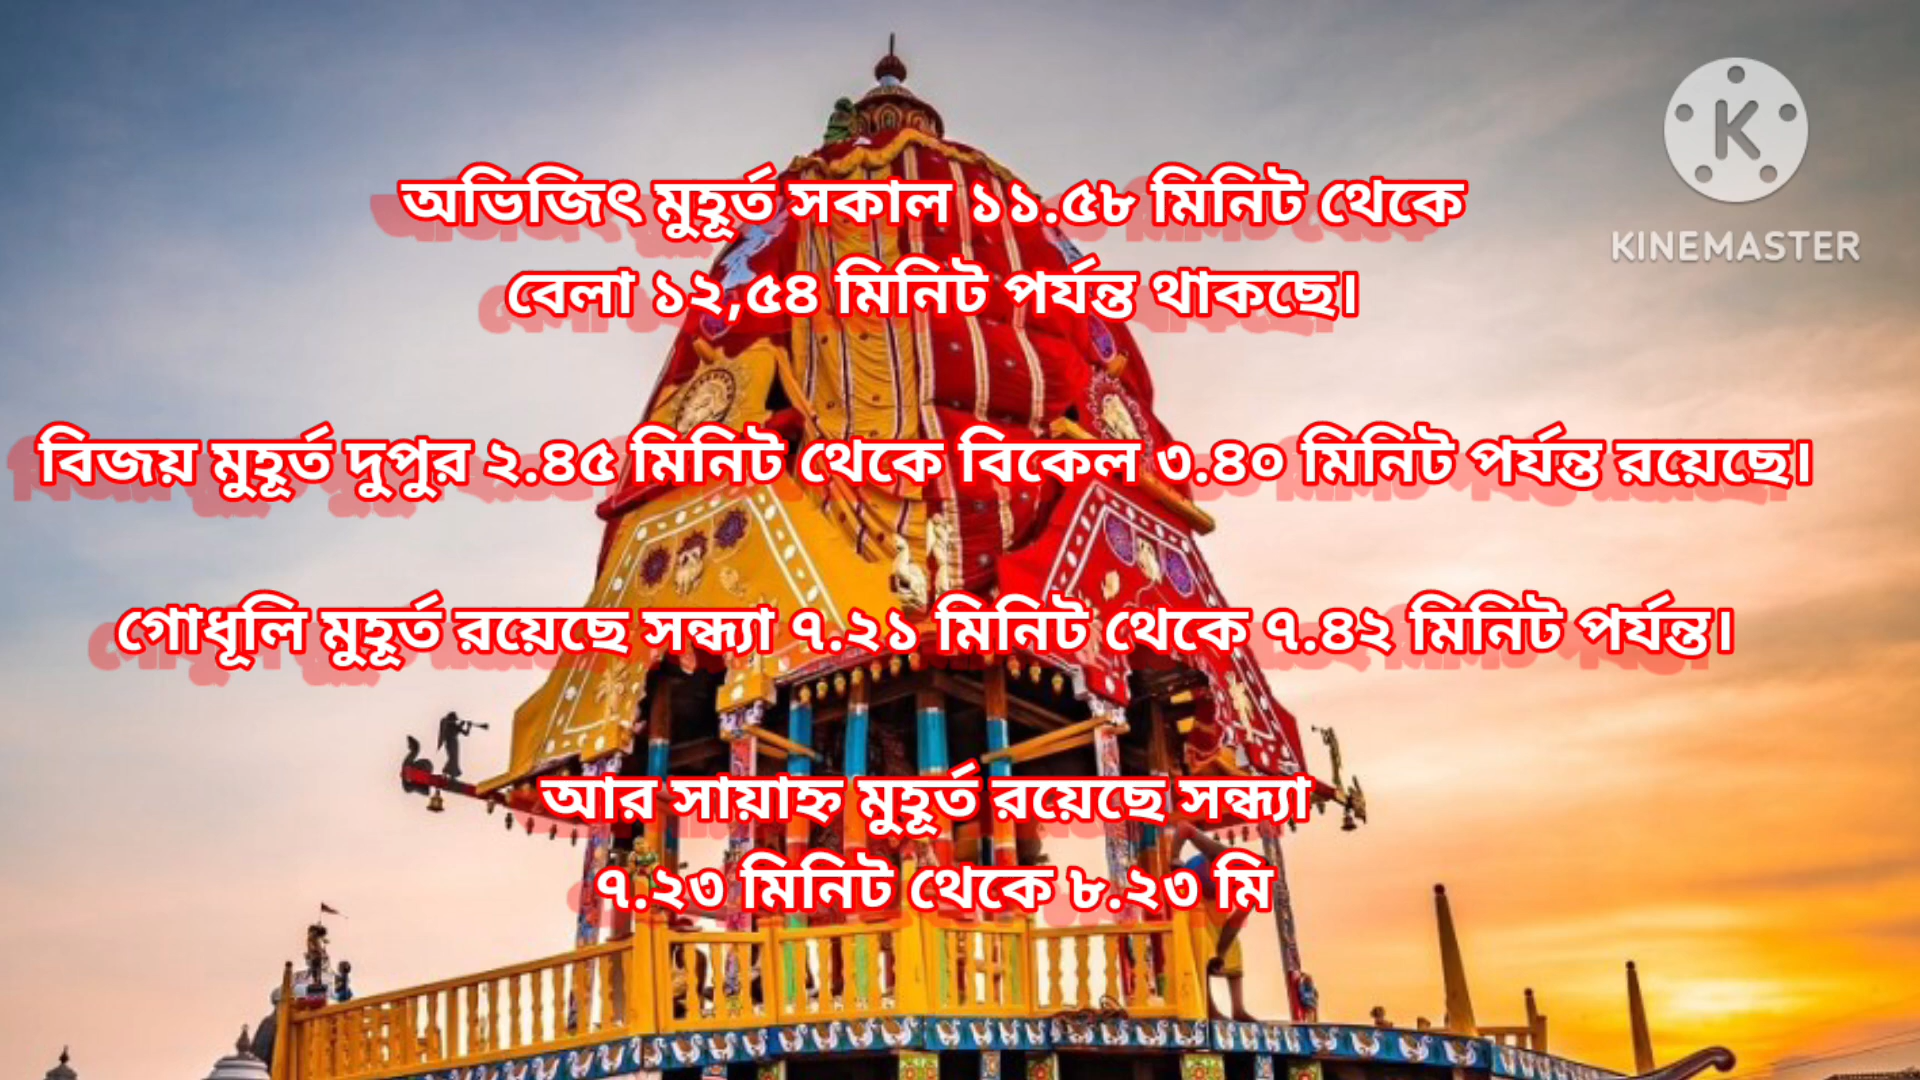 অভিজিৎ মুহূর্ত সকাল ১১.৫৮ মিনিট থেকে
বেলা ১২,৫৪ মিনিট পর্যন্ত থাকছে।
বিজয় মুহূর্ত দুপুর ২.৪৫ মিনিট থেকে বিকেল ৩.৪০ মিনিট পর্যন্ত রয়েছে।
গোধূলি মুহূর্ত রয়েছে সন্ধ্যা ৭.২১ মিনিট থেকে ৭.৪২ মিনিট পর্যন্ত।
আর সায়াহ্ন মুহূর্ত রয়েছে সন্ধ্যা
৭.২৩ মিনিট থেকে ৮.২৩ মি
K
KINEMASTER